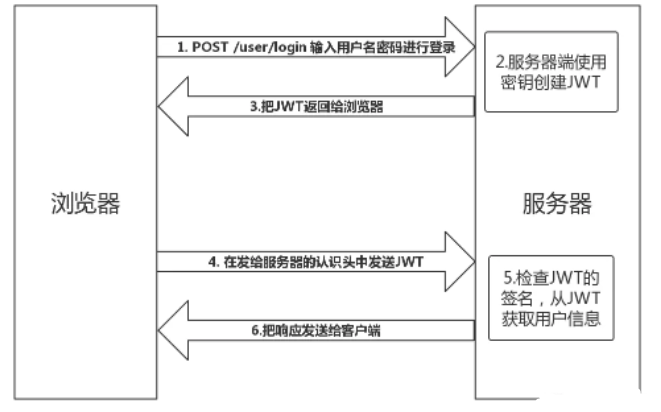 1. POST /user/login 输入用户名密码进行登录
2.服务器端使用
密钥创建JWT
3.把JWT返回给浏览器
浏览器
服务器
4. 在发给服务器的认识头中发送JWT
5.检查JWT的
签名，从JWT
获取用户信息
6.把响应发送给客户端